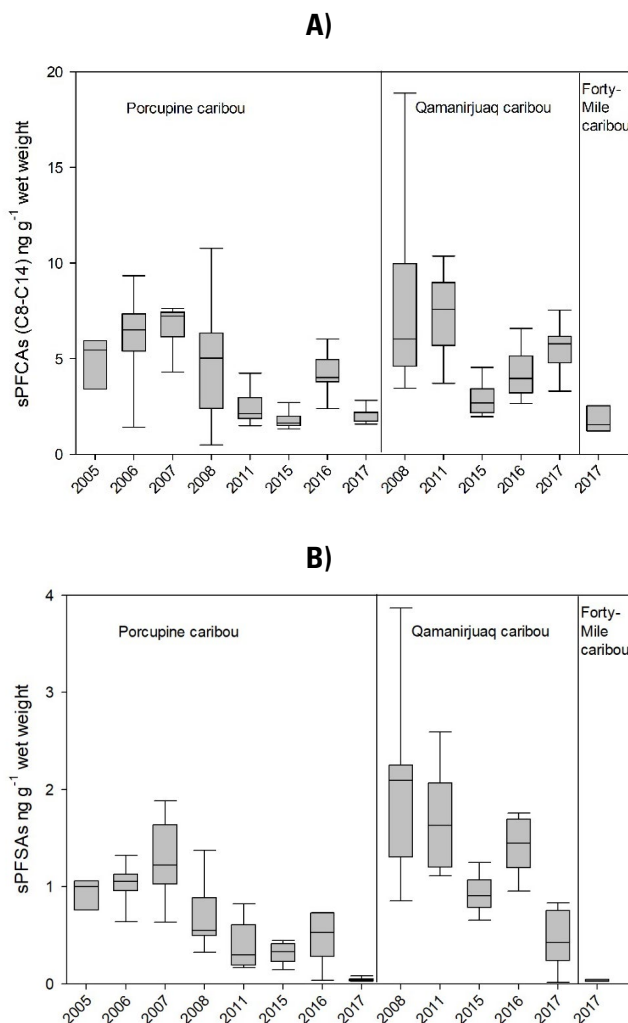 A)
sPFCAs (C8-C14) ng g-1 wet weight
20
15
10
5
0
Porcupine caribou
Qamanirjuaq caribou
Forty-
Mile
caribou
2005
2006
2007
2008
2011
2015
2016
2017
2008
2011
2015
2016
2017
2017
B)
sPFSAs ng g-1 wet weight
4
3
2
1
0
Porcupine caribou
Qamanirjuaq caribou
Forty-
Mile
caribou
2005
2006
2007
2008
2011
2015
2016
2017
2008
2011
2015
2016
2017
2017